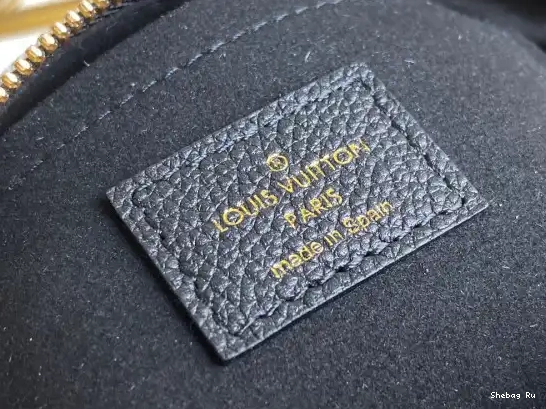 ®
LOUIS VUITTON
PARIS
made in Spain
Shebag Ru